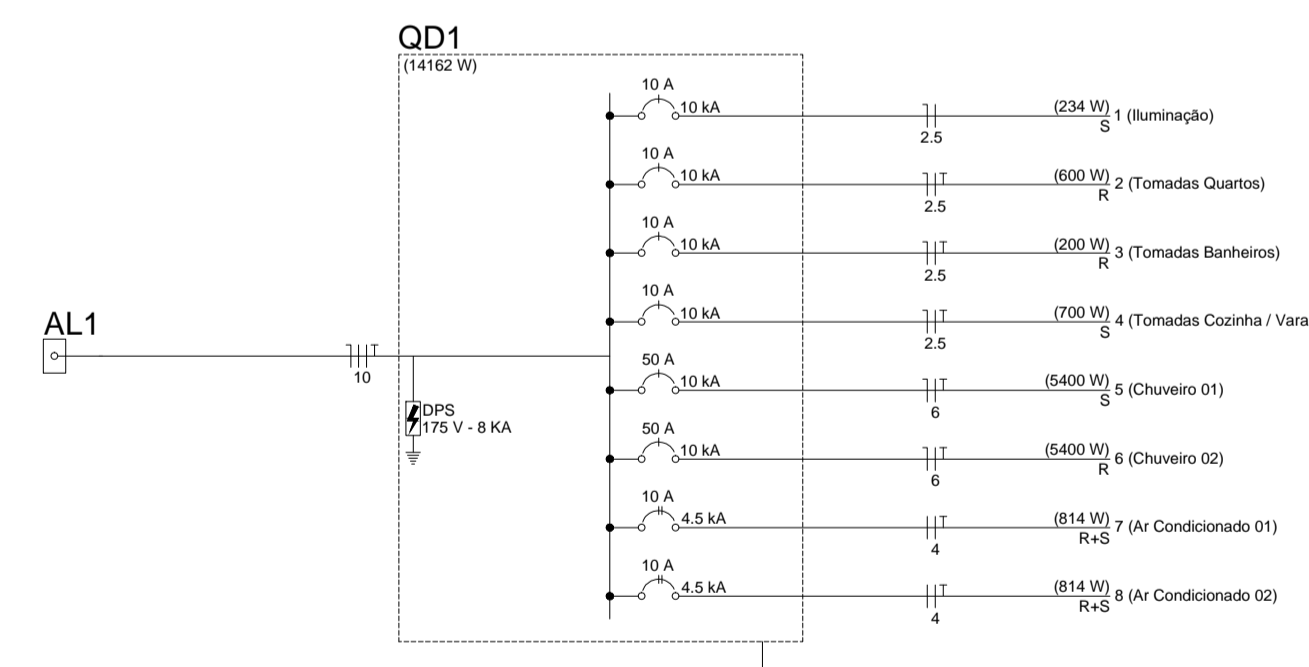 QD1
(14162 W)
10 A
10 kA
2.5
(234 W)
S
1 (Iluminação)
10 A
10 kA
T
2.5
(600 W)
R
2 (Tomadas Quartos)
10 A
10 kA
T
2.5
(200 W)
R
3 (Tomadas Banheiros)
10 A
10 kA
T
2.5
(700 W)
S
4 (Tomadas Cozinha / Vara
AL1
T
10
DPS
175 V - 8 KA
50 A
10 kA
T
6
(5400 W)
S
5 (Chuveiro 01)
50 A
10 kA
T
6
(5400 W)
R
6 (Chuveiro 02)
10 A
4.5 kA
T
4
(814 W)
R+S
7 (Ar Condicionado 01)
10 A
4.5 kA
T
4
(814 W)
R+S
8 (Ar Condicionado 02)